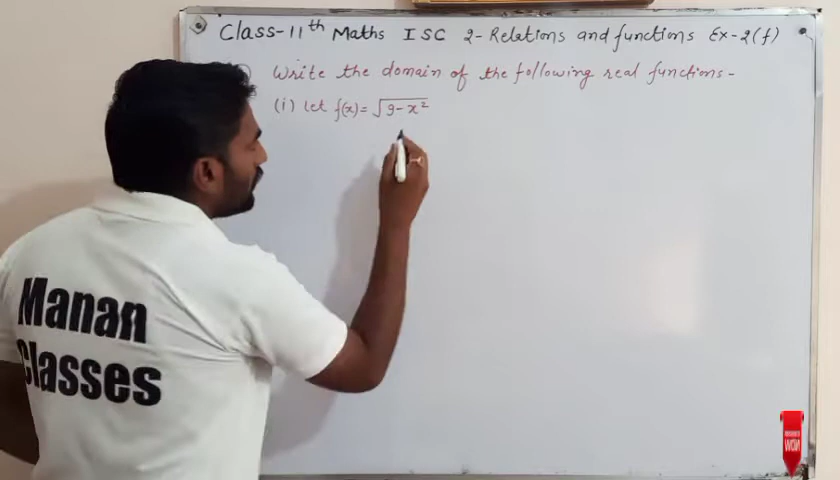 Class-11th Maths ISC 2-Relations and functions Ex-2(f)
Write the domain of the following real functions-
(i) Let f(x)= √9-x²
Manan
Classes